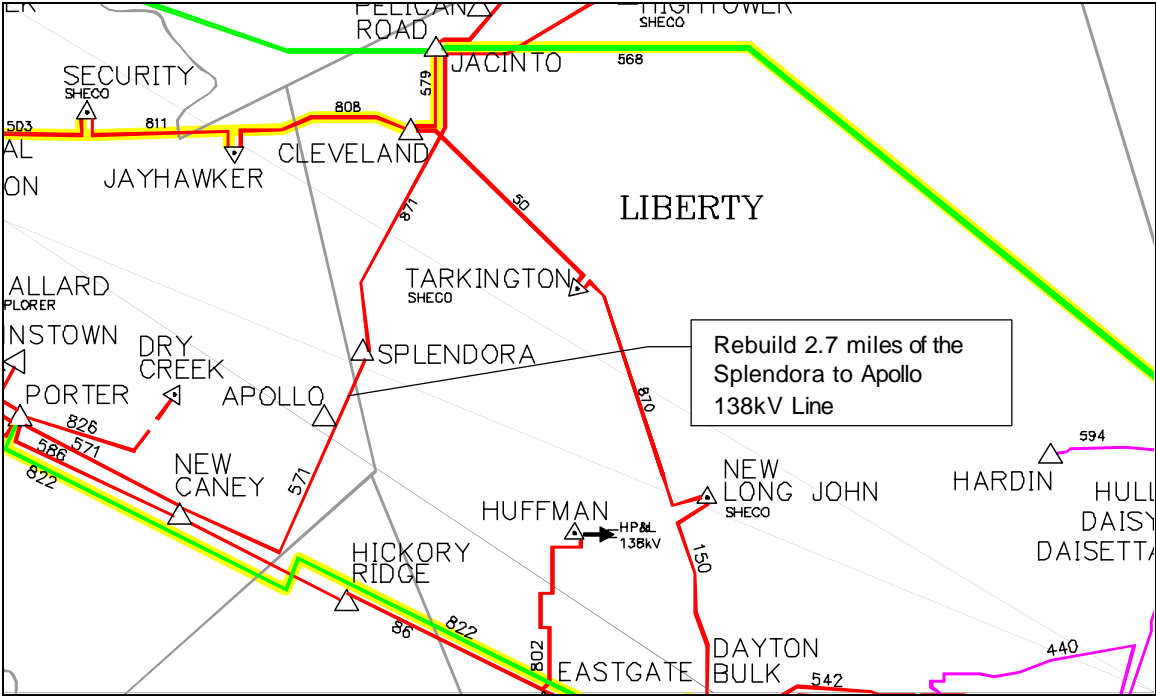 PELICAN
ROAD
HIGHTOWER
SHECO
JACINTO
568
579
SECURITY
SHECO
503
811
808
CLEVELAND
JAYHAWKER
AL
ON
871
50
LIBERTY
TARKINGTON
SHECO
ALLARD
PLORER
NSTOWN
DRY
CREEK
SPLENDORA
Rebuild 2.7 miles of the
Splendora to Apollo
138kV Line
PORTER
APOLLO
826
571
586
822
870
594
NEW
CANEY
571
NEW
LONG JOHN
SHECO
HARDIN
HULL
DAISY
DAISETTA
HUFFMAN
HP&L
138kV
HICKORY
RIDGE
150
86
822
802
EASTGATE
DAYTON
BULK
542
440